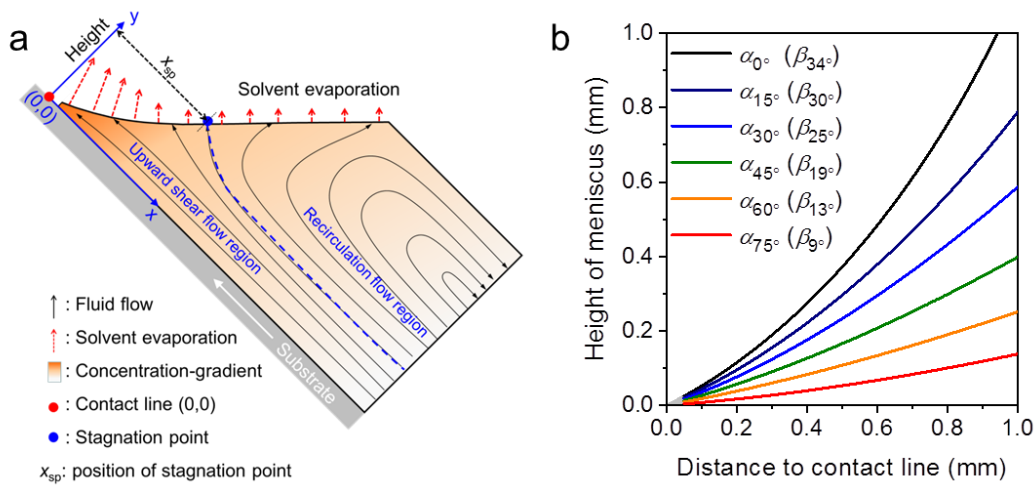 a
y
Height
x_sp
(0,0)
Solvent evaporation
Upward shear flow region
Recirculation flow region
x
Substrate
: Fluid flow
: Solvent evaporation
: Concentration-gradient
: Contact line (0,0)
: Stagnation point
x_sp: position of stagnation point
b
Height of meniscus (mm)
1.0
0.8
0.6
0.4
0.2
0.0
α0° (β34°)
α15° (β30°)
α30° (β25°)
α45° (β19°)
α60° (β13°)
α75° (β9°)
0.0 0.2 0.4 0.6 0.8 1.0
Distance to contact line (mm)